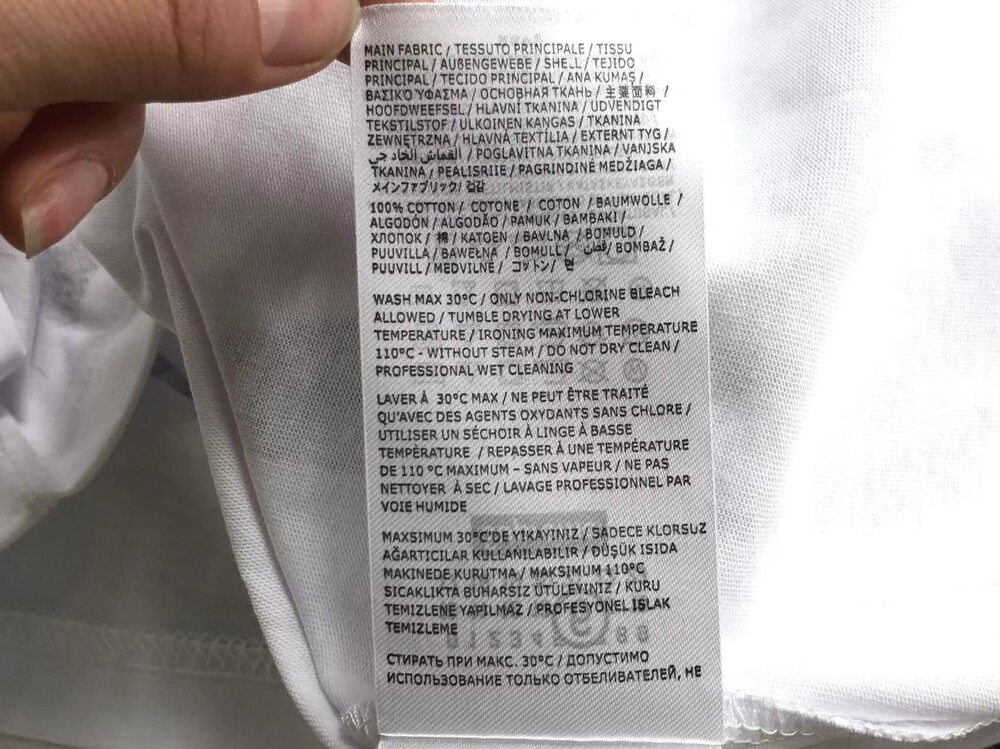 MAIN FABRIC / TESSUTO PRINCIPALE / TISSU
PRINCIPAL / AUßENGEWEBE / SHELL / TEJIDO
PRINCIPAL / TECIDO PRINCIPAL / ANA KUMAŞ /
ΒΑΣΙΚΌ ΥΦΑΣΜΑ / ОСНОВНАЯ ТКАНЬ / 主要面料 /
HOOFDWEEFSEL / HLAVNÍ TKANINA / UDVENDIGT
TEKSTILSTOF / ULKOINEN KANGAS / TKANINA
ZEWNĘTRZNA / HLAVNÁ TEXTÍLIA / EXTERNT TYG /
القماش الخارجي / POGLAVITNA TKANINA / VANJSKA
TKANINA / PEALISRIIE / PAGRINDINĖ MEDŽIAGA /
メインファブリック/ 겉감
100% COTTON / COTONE / COTON / BAUMWOLLE /
ALGODÓN / ALGODÃO / PAMUK / BAMBAKI /
ХЛОПОК / 棉 / KATOEN / BAVLNA / BOMULD /
PUUVILLA / BAWEŁNA / BOMULL / قطن / BOMBAŽ /
PUUVILL / MEDVILNĖ / コットン/ 면
WASH MAX 30°C / ONLY NON-CHLORINE BLEACH
ALLOWED / TUMBLE DRYING AT LOWER
TEMPERATURE / IRONING MAXIMUM TEMPERATURE
110°C - WITHOUT STEAM / DO NOT DRY CLEAN /
PROFESSIONAL WET CLEANING
LAVER À 30°C MAX / NE PEUT ÊTRE TRAITÉ
QU'AVEC DES AGENTS OXYDANTS SANS CHLORE /
UTILISER UN SÉCHOIR À LINGE À BASSE
TEMPÉRATURE / REPASSER À UNE TEMPÉRATURE
DE 110 °C MAXIMUM – SANS VAPEUR / NE PAS
NETTOYER À SEC / LAVAGE PROFESSIONNEL PAR
VOIE HUMIDE
MAXSIMUM 30°C'DE YIKAYINIZ / SADECE KLORSUZ
AĞARTICILAR KULLANILABILIR / DÜŞÜK ISIDA
MAKINEDE KURUTMA / MAKSIMUM 110°C
SICAKLIKTA BUHARSIZ ÜTÜLEYINIZ / KURU
TEMIZLENE YAPILMAZ / PROFESYONEL ISLAK
TEMIZLEME
СТИРАТЬ ПРИ МАКС. 30°C / ДОПУСТИМО
ИСПОЛЬЗОВАНИЕ ТОЛЬКО ОТБЕЛИВАТЕЛЕЙ, НЕ